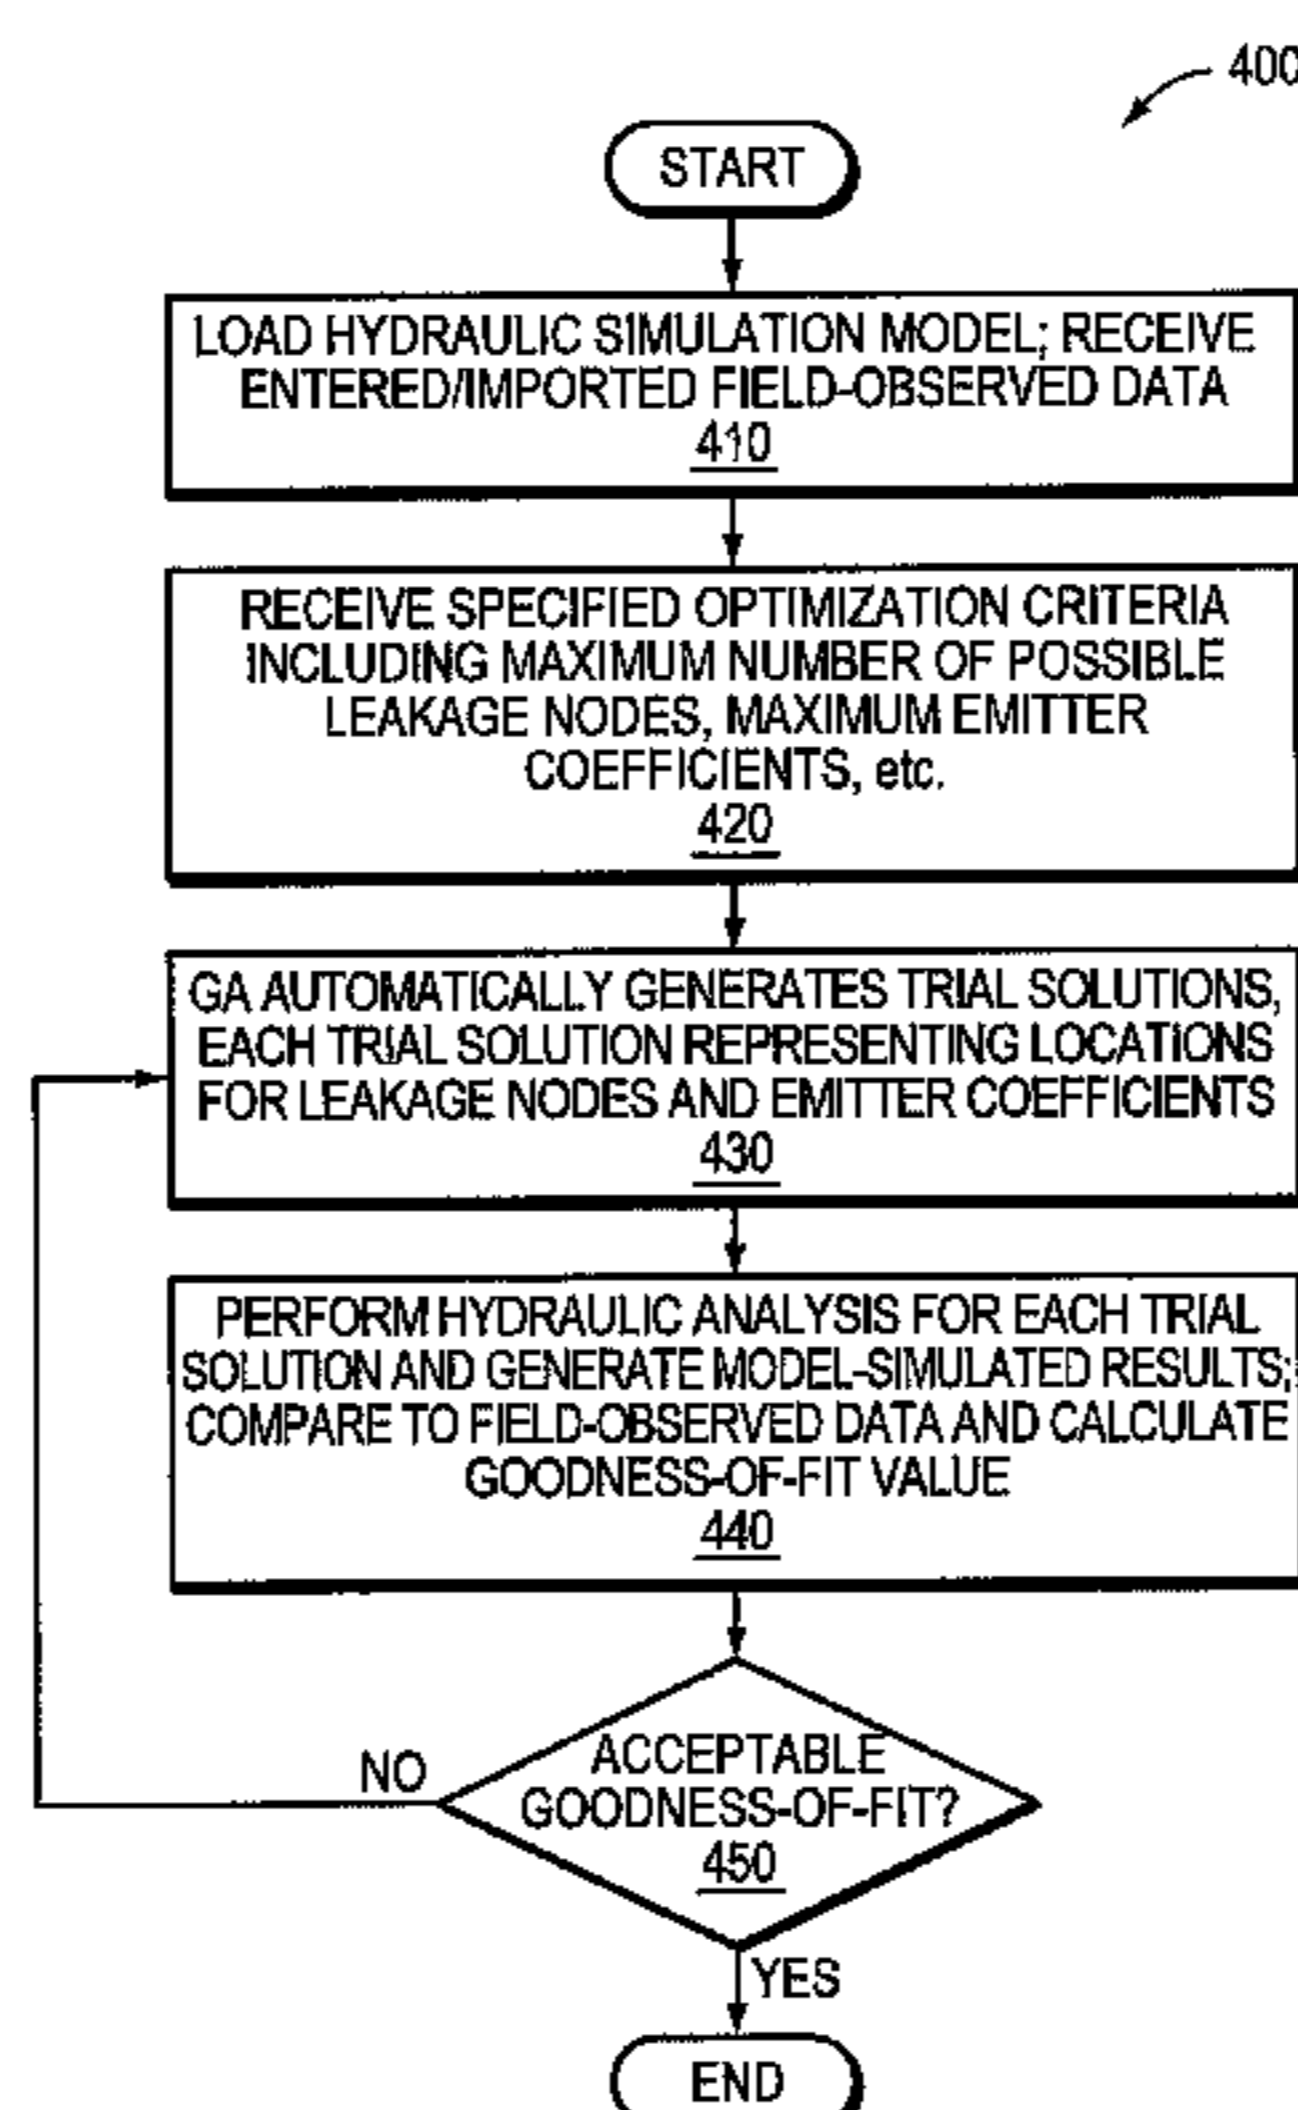 400
START
LOAD HYDRAULIC SIMULATION MODEL; RECEIVE
ENTERED/IMPORTED FIELD-OBSERVED DATA
410
RECEIVE SPECIFIED OPTIMIZATION CRITERIA
INCLUDING MAXIMUM NUMBER OF POSSIBLE
LEAKAGE NODES, MAXIMUM EMITTER
COEFFICIENTS, etc.
420
GA AUTOMATICALLY GENERATES TRIAL SOLUTIONS,
EACH TRIAL SOLUTION REPRESENTING LOCATIONS
FOR LEAKAGE NODES AND EMITTER COEFFICIENTS
430
PERFORM HYDRAULIC ANALYSIS FOR EACH TRIAL
SOLUTION AND GENERATE MODEL-SIMULATED RESULTS;
COMPARE TO FIELD-OBSERVED DATA AND CALCULATE
GOODNESS-OF-FIT VALUE
440
NO
ACCEPTABLE
GOODNESS-OF-FIT?
450
YES
END